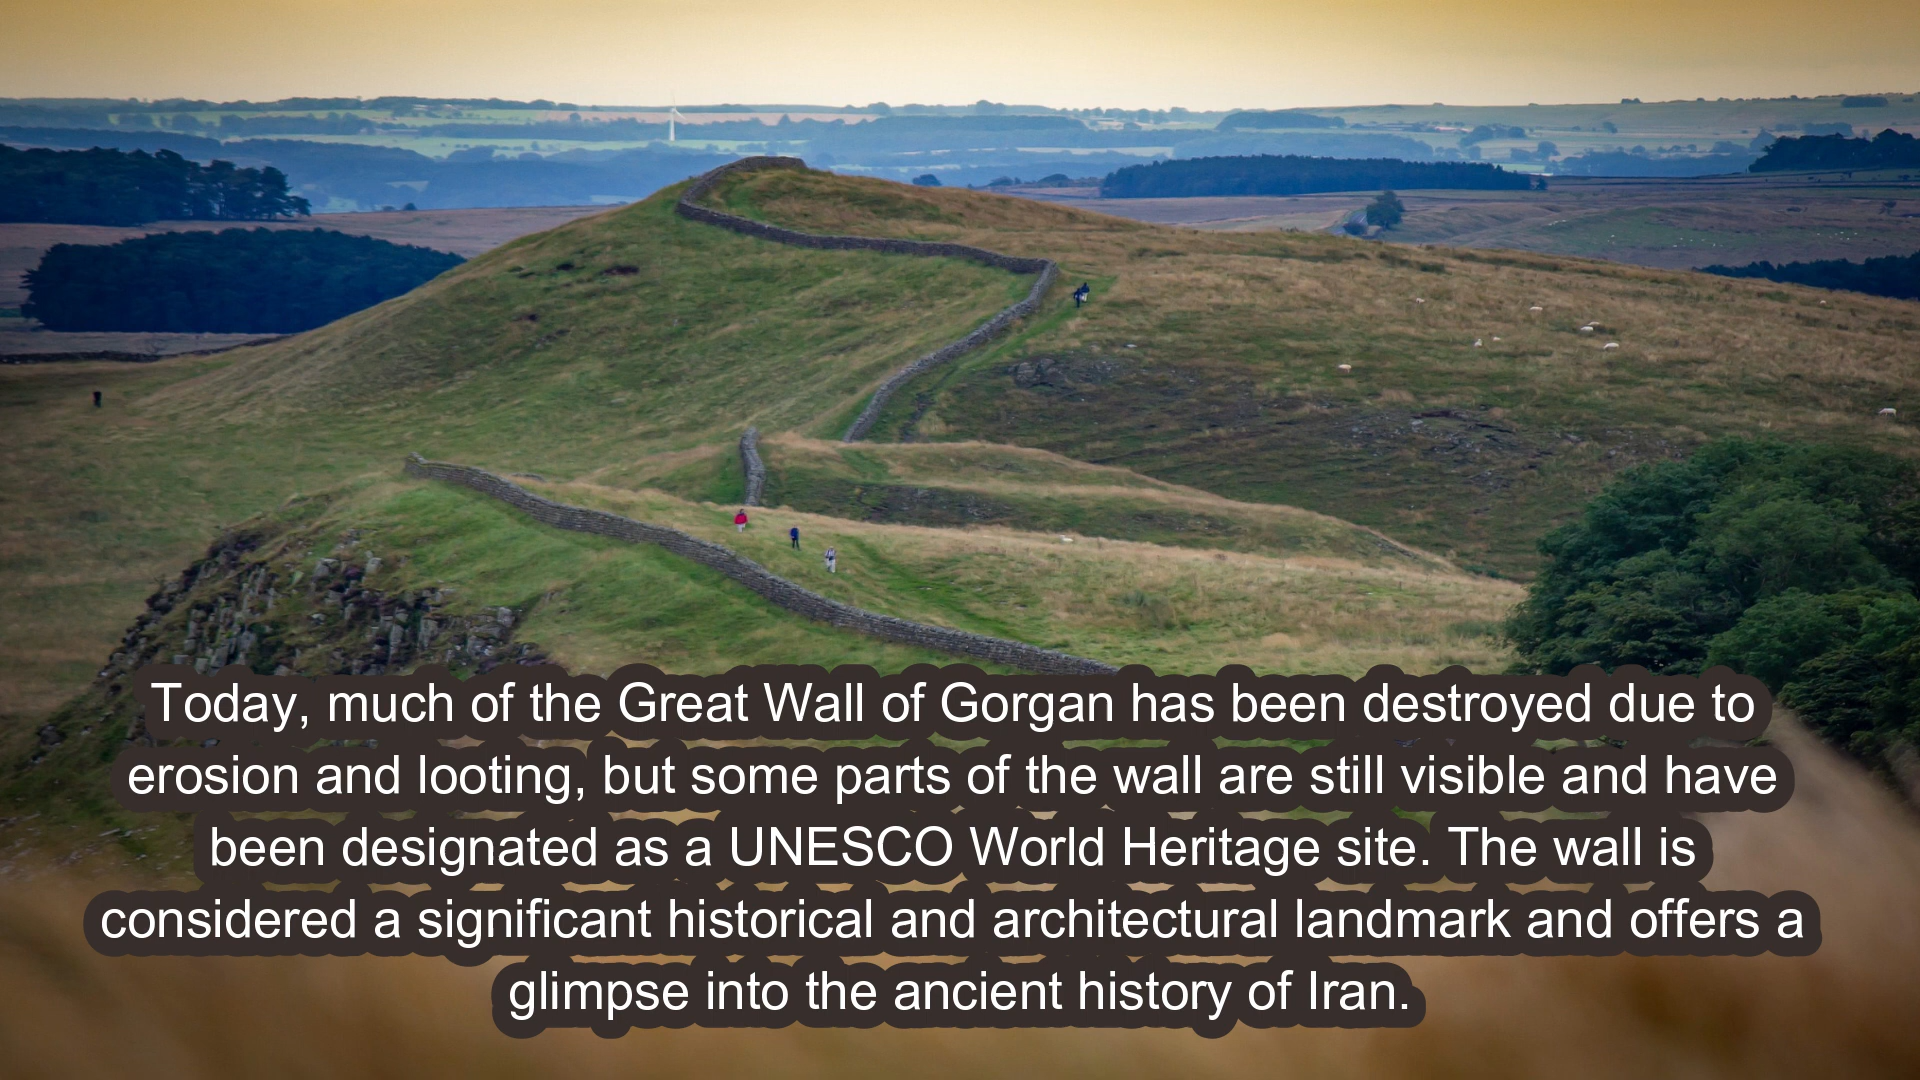 Today, much of the Great Wall of Gorgan has been destroyed due to
erosion and looting, but some parts of the wall are still visible and have
been designated as a UNESCO World Heritage site. The wall is
considered a significant historical and architectural landmark and offers a
glimpse into the ancient history of Iran.